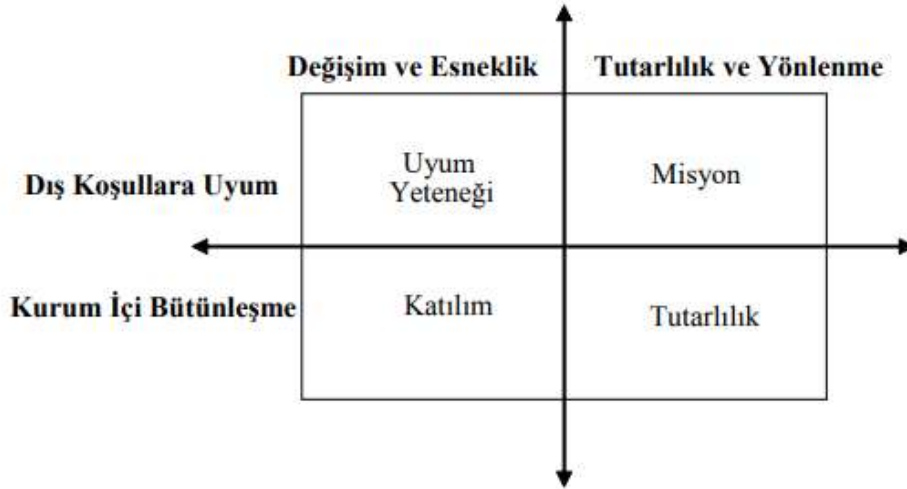 Değişim ve Esneklik
Tutarlılık ve Yönlenme
Dış Koşullara Uyum
Uyum
Yeteneği
Misyon
Kurum İçi Bütünleşme
Katılım
Tutarlılık